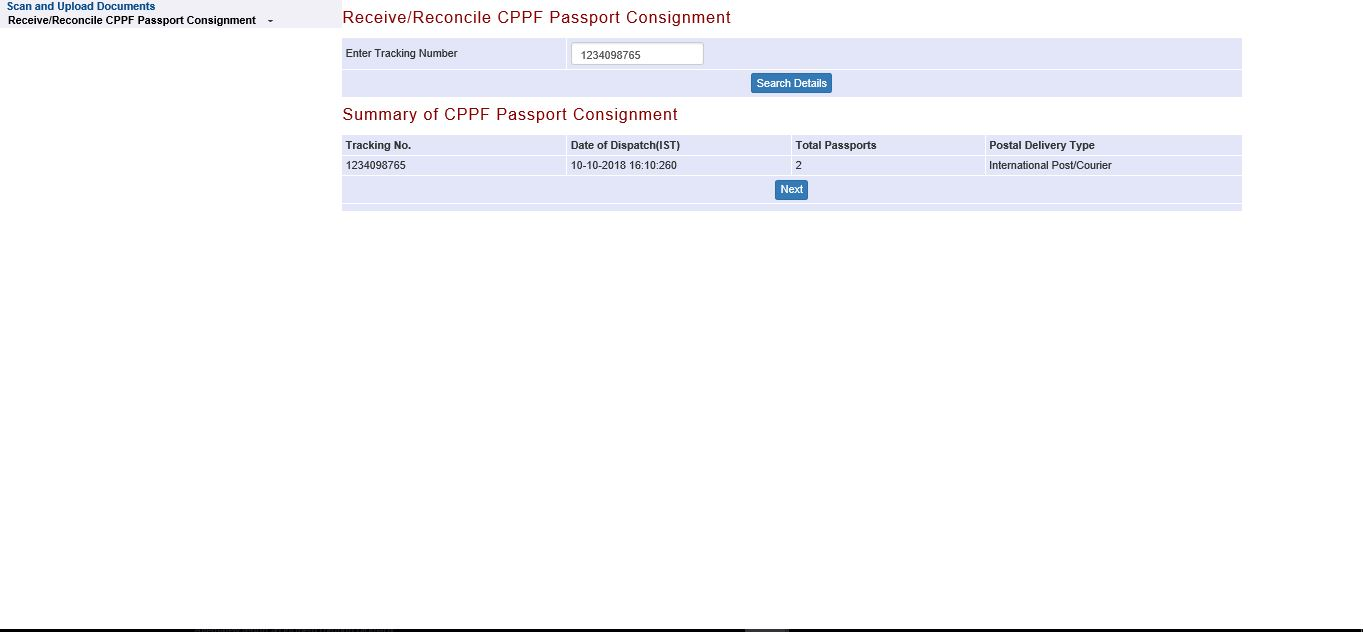 Scan and Upload Documents
Receive/Reconcile CPPF Passport Consignment
Receive/Reconcile CPPF Passport Consignment
Enter Tracking Number 1234098765
Search Details
Summary of CPPF Passport Consignment
Tracking No. Date of Dispatch(IST) Total Passports Postal Delivery Type
1234098765 10-10-2018 16:10:260 2 International Post/Courier
Next